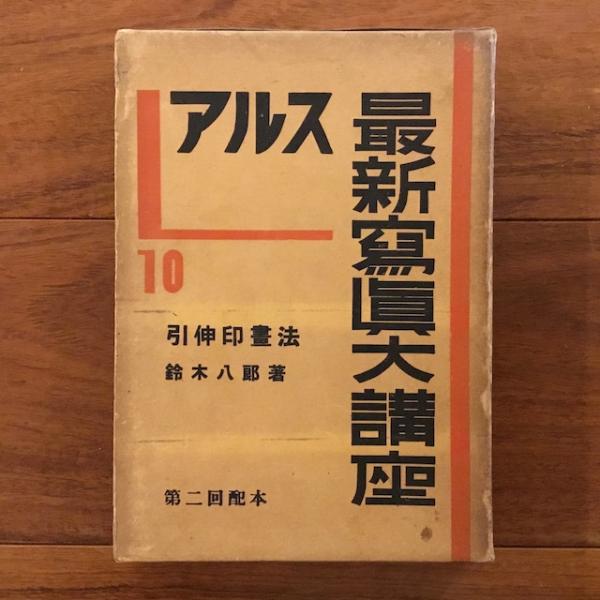 アルス
最新寫眞大講座
10
引伸印畫法
鈴木八郎著
第二回配本